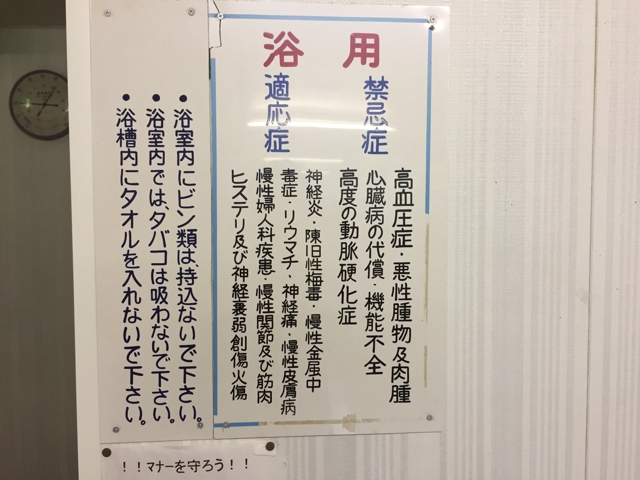 浴用
禁忌症
高血圧症・悪性腫物及肉腫
心臓病の代償・機能不全
高度の動脈硬化症
適応症
神経炎・陳旧性梅毒・慢性金属中
毒症・リウマチ・神経痛・慢性皮膚病
慢性婦人科疾患・慢性関節及び筋肉
ヒステリ及び神経衰弱創傷火傷
・浴室内にビン類は、持込ないで下さい。
・浴室内では、タバコは吸わないで下さい。
・浴槽内にタオルを入れないで下さい。
！！マナーを守ろう！！